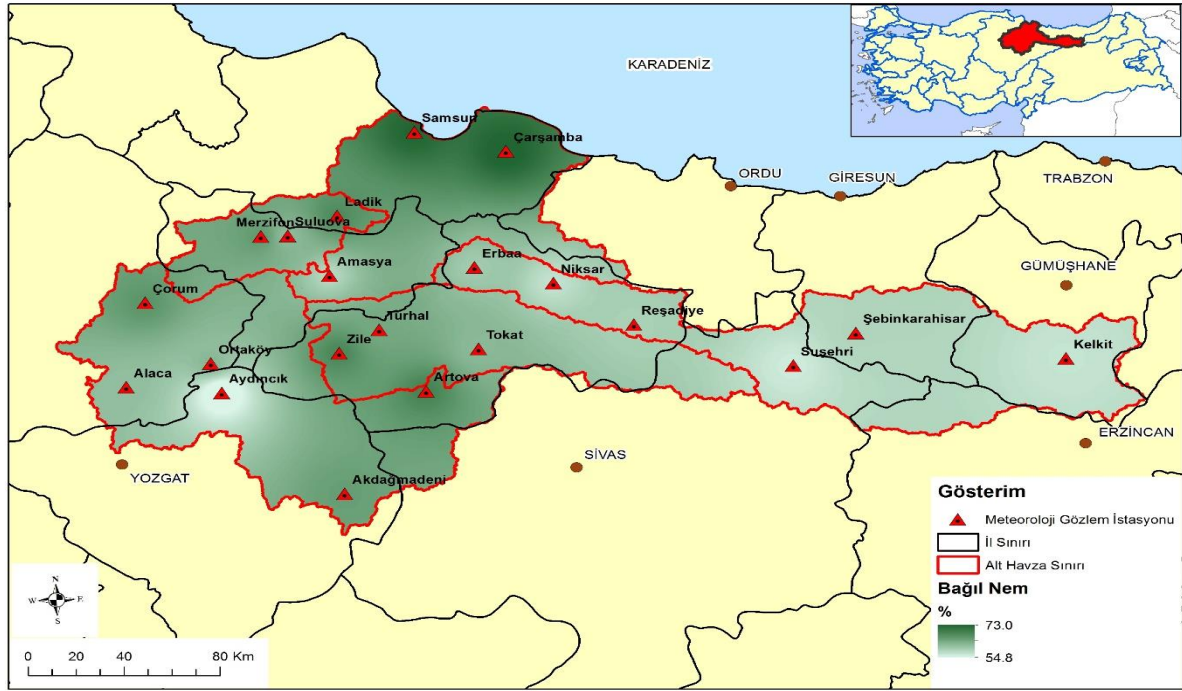 KARADENİZ
Samsun
Çarşamba
ORDU
GİRESUN
TRABZON
Ladik
Merzifon
Suluova
Amasya
Erbaa
Niksar
GÜMÜŞHANE
Çorum
Turhal
Reşadiye
Şebinkarahisar
Zile
Tokat
Suşehri
Kelkit
Ortaköy
Alaca
Aydıncık
Artova
ERZİNCAN
SİVAS
YOZGAT
Akdağmadeni
Gösterim
Meteoroloji Gözlem İstasyonu
İl Sınırı
Alt Havza Sınırı
Bağıl Nem
%
73.0
54.8
N
W E
S
0 20 40 80 Km